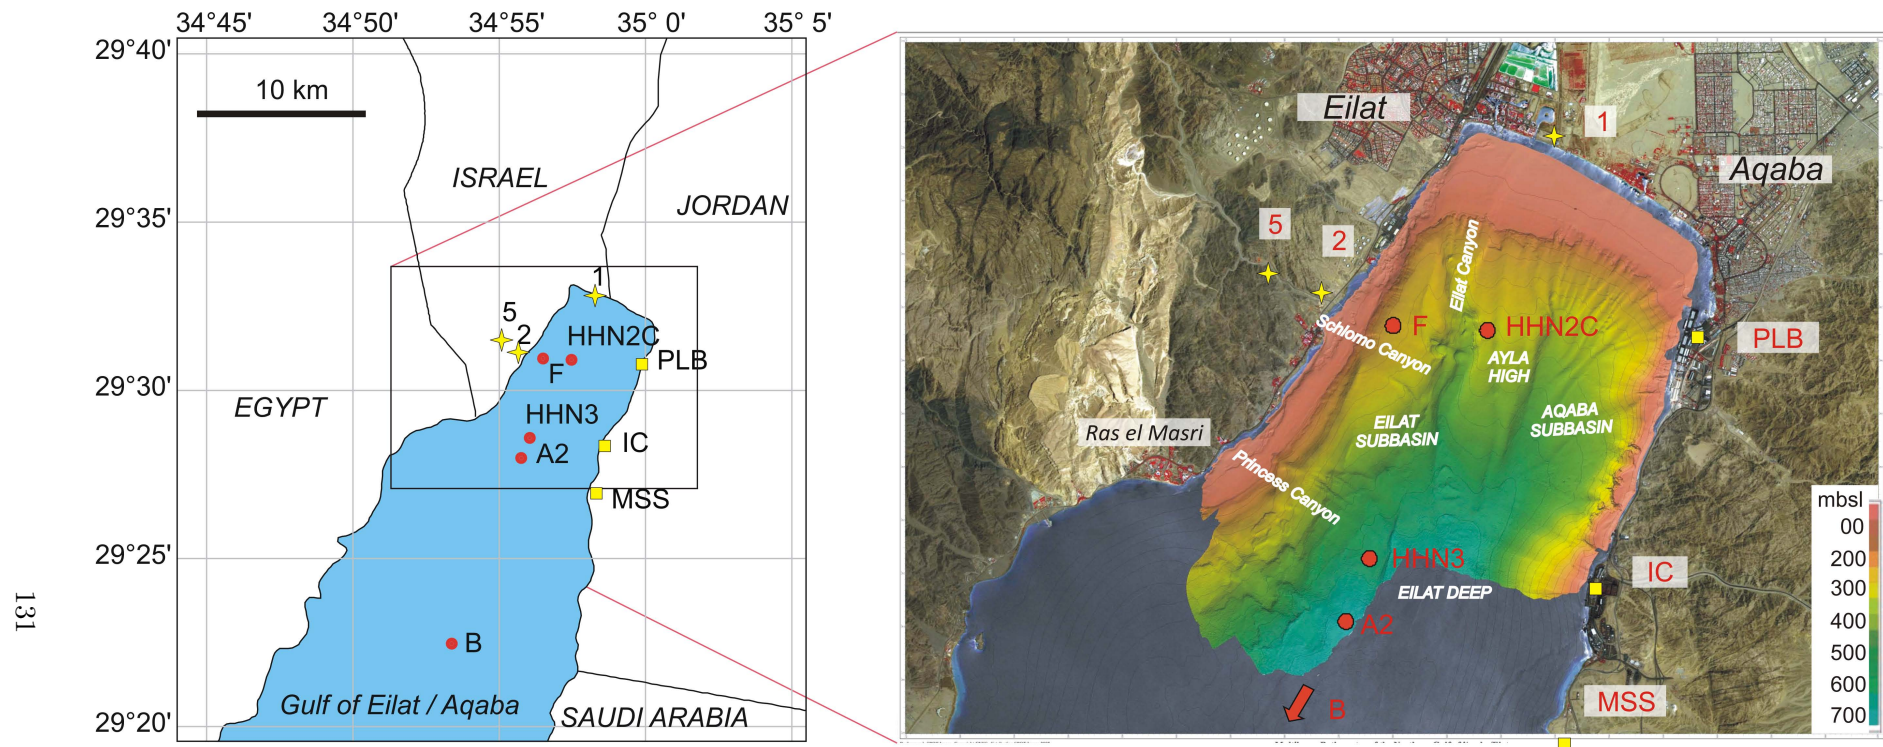 34°45'
34°50'
34°55'
35° 0'
35° 5'
29°40'
29°35'
29°30'
29°25'
29°20'
10 km
ISRAEL
JORDAN
EGYPT
1
5
2
HHN2C
F
PLB
HHN3
A2
IC
MSS
B
Gulf of Eilat / Aqaba
SAUDI ARABIA
131
Eilat
1
Aqaba
5
2
Eilat Canyon
Schlomo Canyon
F
HHN2C
AYLA
HIGH
PLB
EILAT
SUBBASIN
AQABA
SUBBASIN
Ras el Masri
Princess Canyon
HHN3
EILAT DEEP
IC
A2
MSS
B
mbsl
00
200
300
400
500
600
700